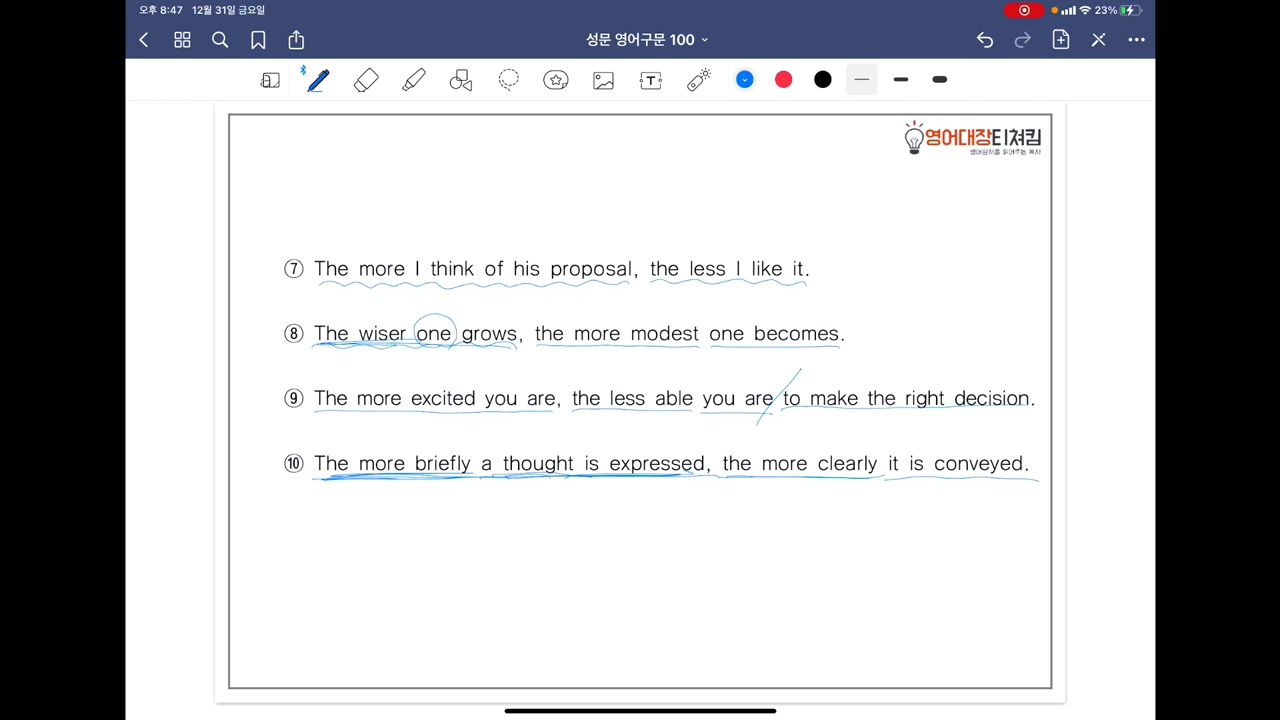 오후 8:47 12월 31일 금요일
23%
성문 영어구문 100
T
영어대장티쳐킴
⑦ The more I think of his proposal, the less I like it.
⑧ The wiser one grows, the more modest one becomes.
⑨ The more excited you are, the less able you are to make the right decision.
⑩ The more briefly a thought is expressed, the more clearly it is conveyed.